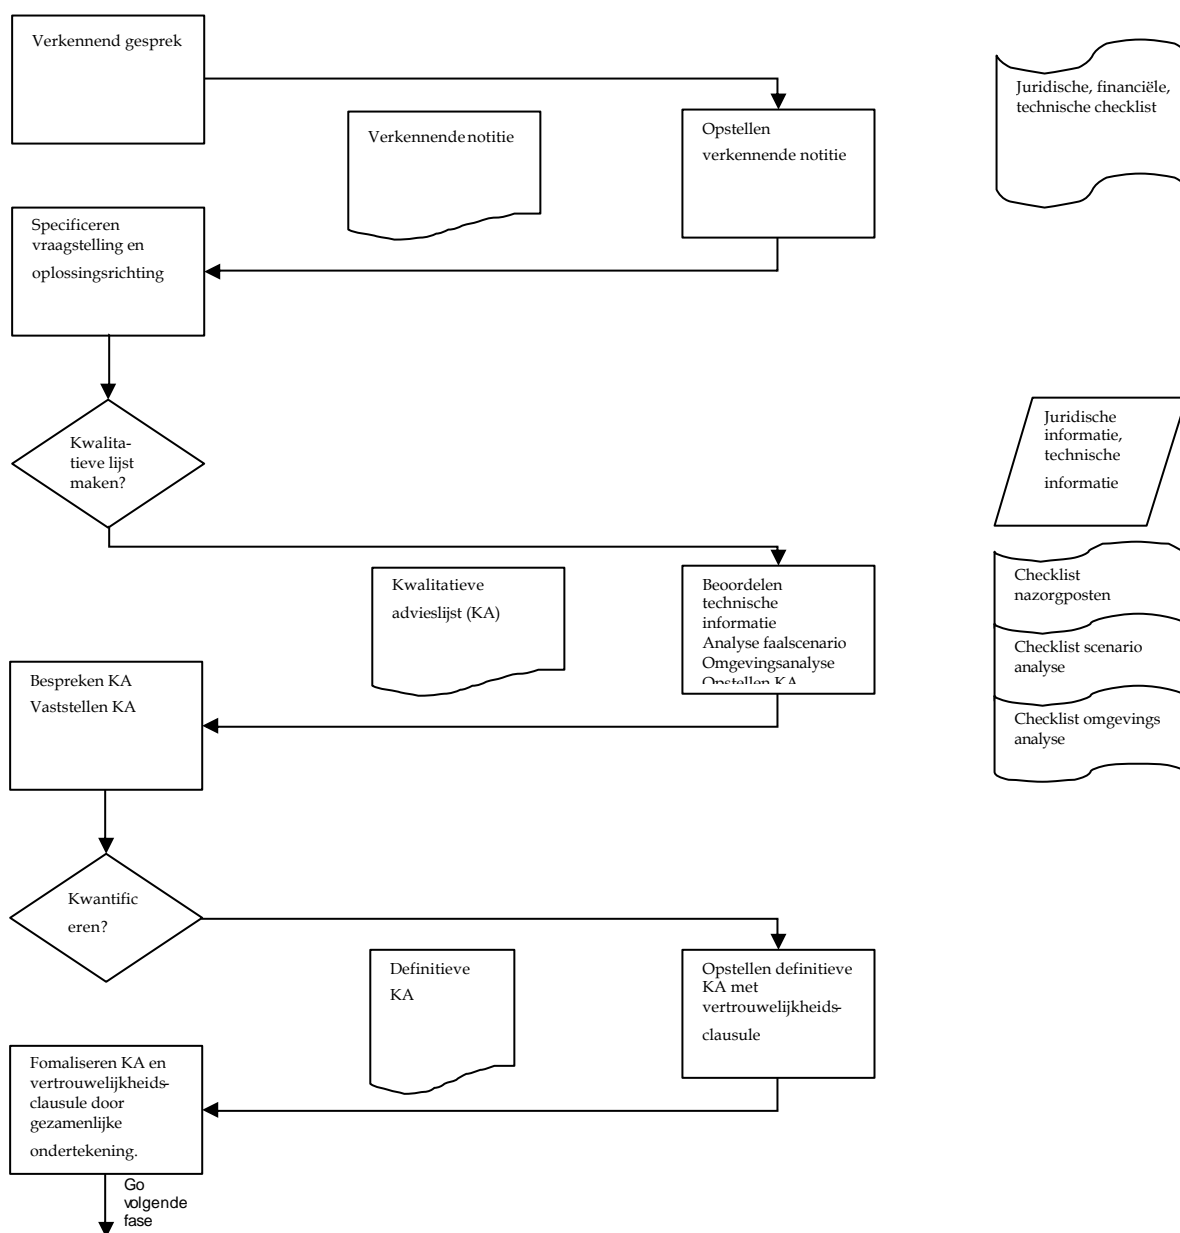 Verkennend gesprek
Juridische, financiële,
technische checklist
Verkennende notitie
Opstellen
verkennende notitie
Specificeren
vraagstelling en
oplossingsrichting
Kwalita-
tieve lijst
maken?
Juridische
informatie,
technische
informatie
Kwalitatieve
advieslijst (KA)
Beoordelen
technische
informatie
Analyse faalscenario
Omgevingsanalyse
Opstellen KA
Checklist
nazorgposten
Checklist scenario
analyse
Checklist omgevings
analyse
Bespreken KA
Vaststellen KA
Kwantific
eren?
Definitieve
KA
Opstellen definitieve
KA met
vertrouwelijkheids-
clausule
Fomaliseren KA en
vertrouwelijkheids-
clausule door
gezamenlijke
ondertekening.
Go
volgende
fase